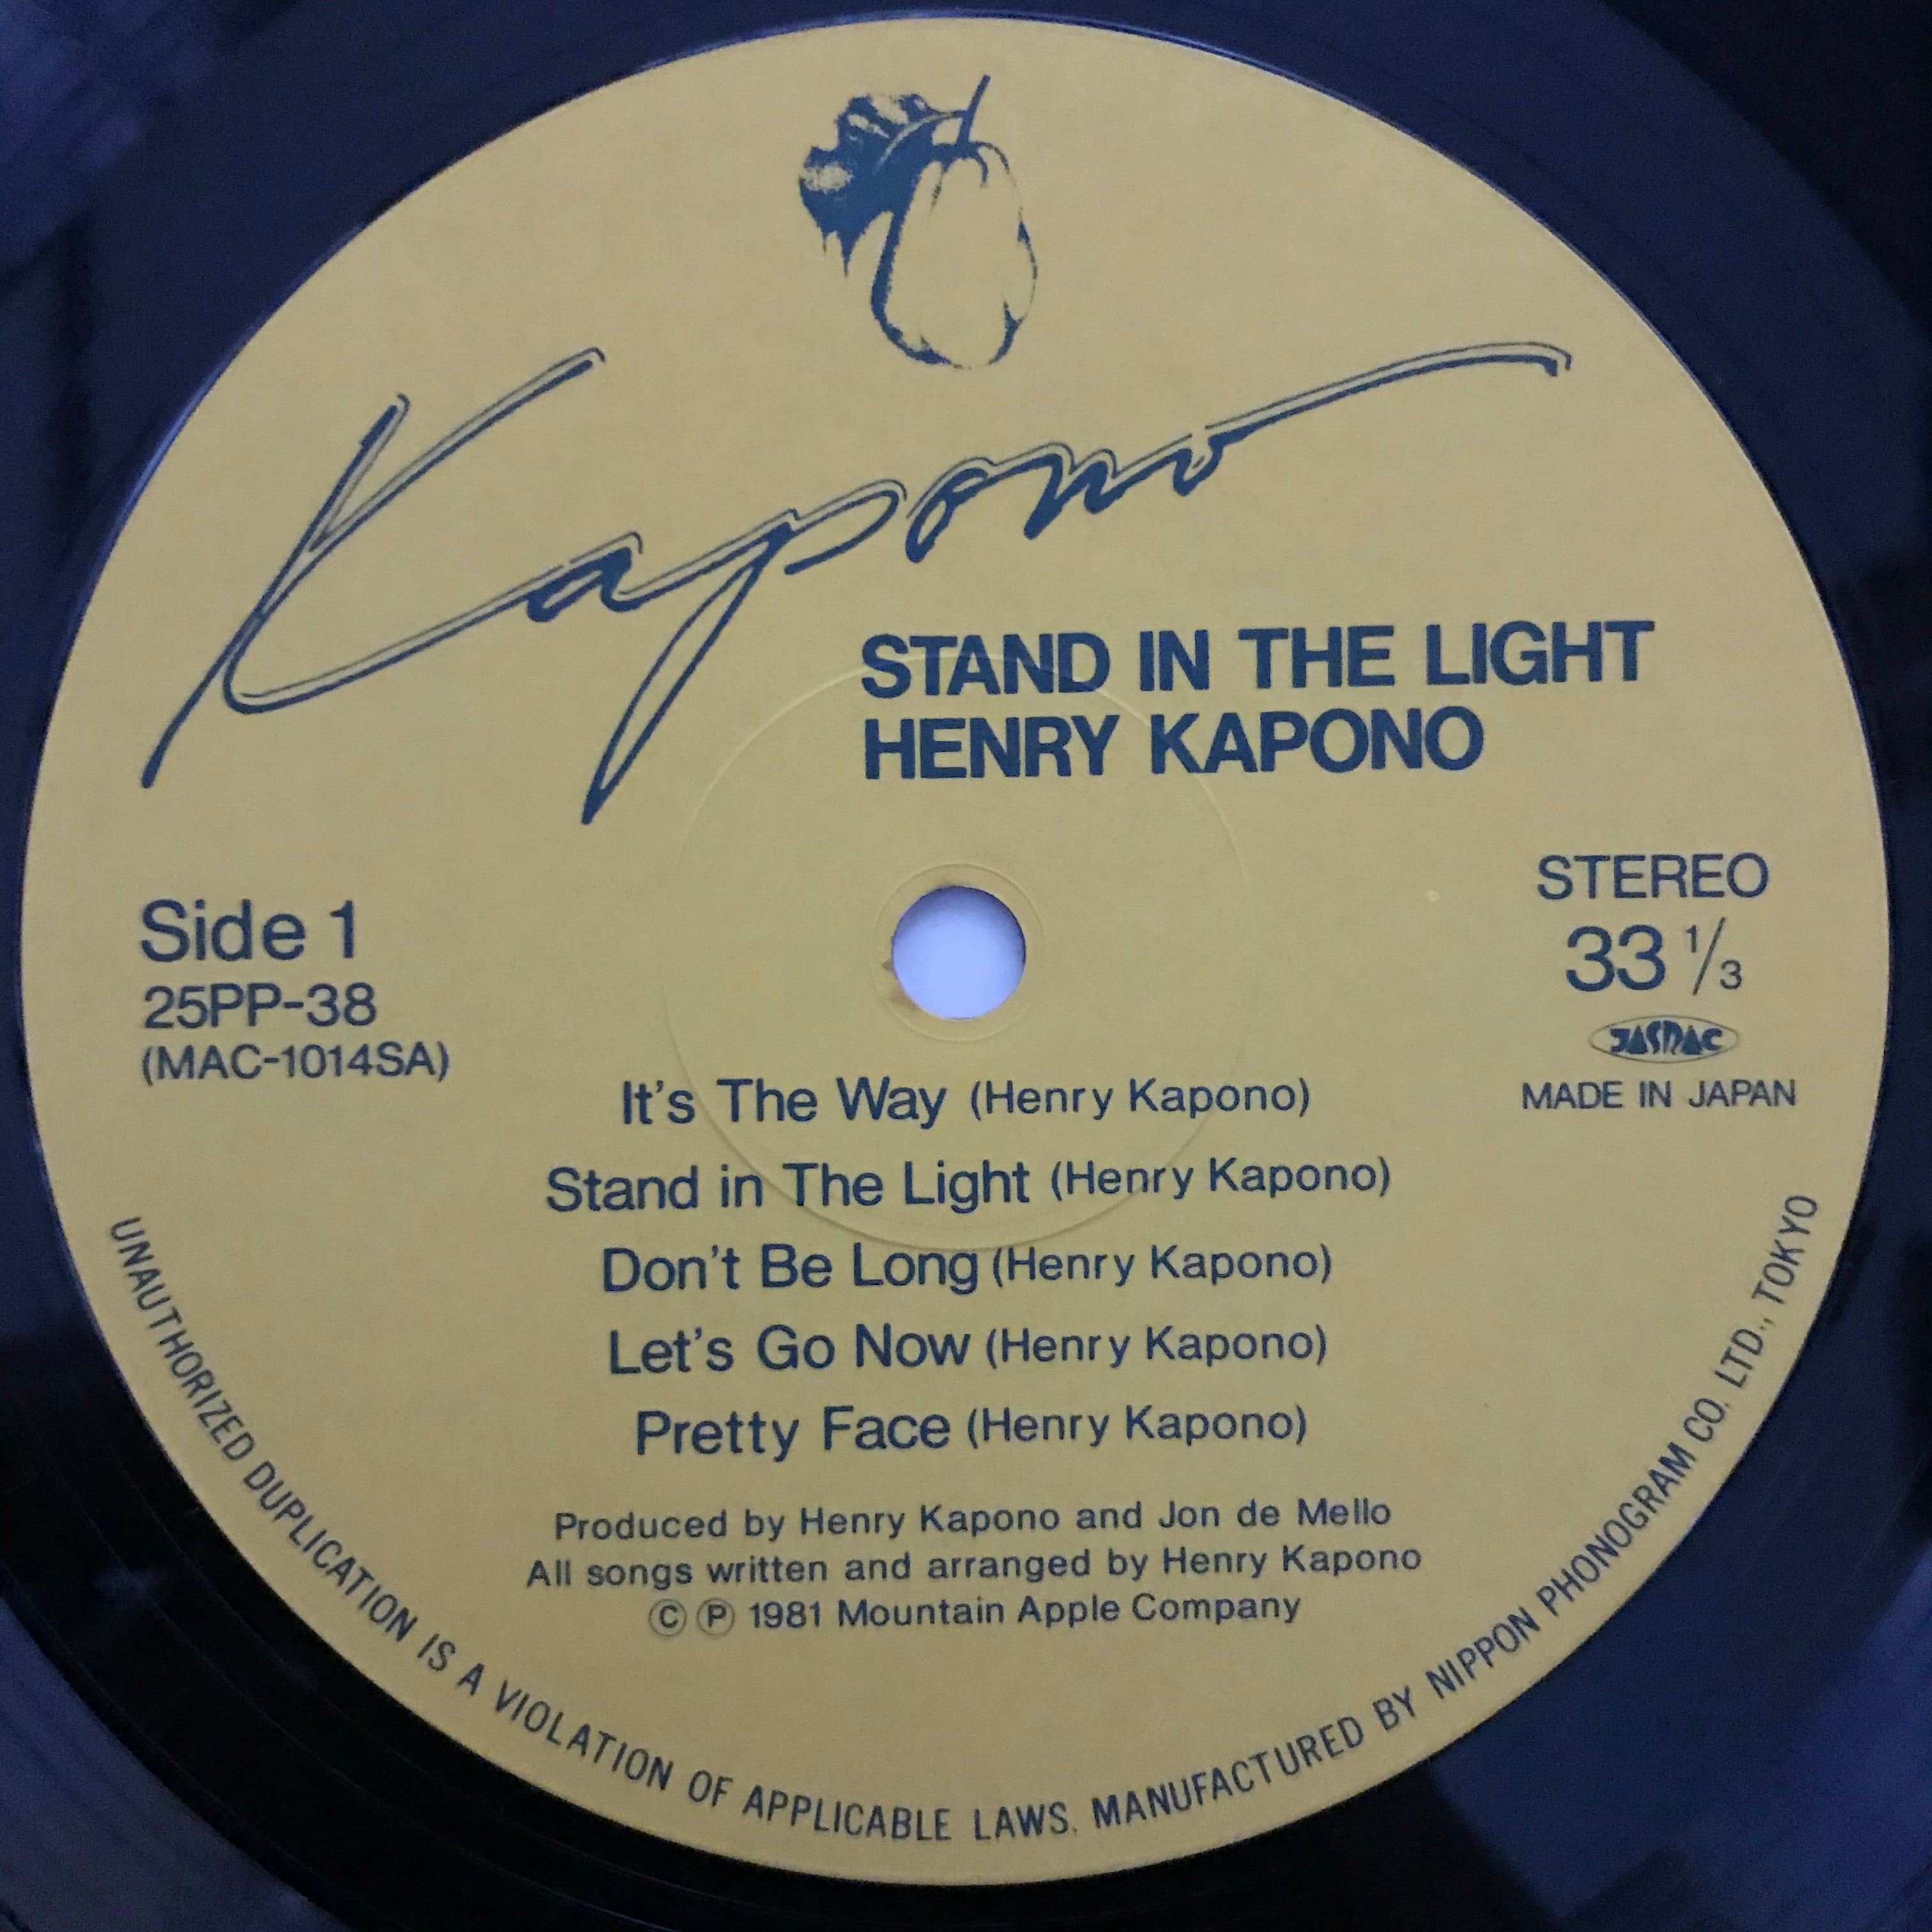 Kapono
STAND IN THE LIGHT
HENRY KAPONO
Side 1
25PP-38
(MAC-1014SA)
STEREO
33 1/3
JASRAC
MADE IN JAPAN
It's The Way (Henry Kapono)
Stand in The Light (Henry Kapono)
Don't Be Long (Henry Kapono)
Let's Go Now (Henry Kapono)
Pretty Face (Henry Kapono)
Produced by Henry Kapono and Jon de Mello
All songs written and arranged by Henry Kapono
Ⓒ Ⓟ 1981 Mountain Apple Company
UNAUTHORIZED DUPLICATION IS A VIOLATION OF APPLICABLE LAWS. MANUFACTURED BY NIPPON PHONOGRAM CO. LTD., TOKYO